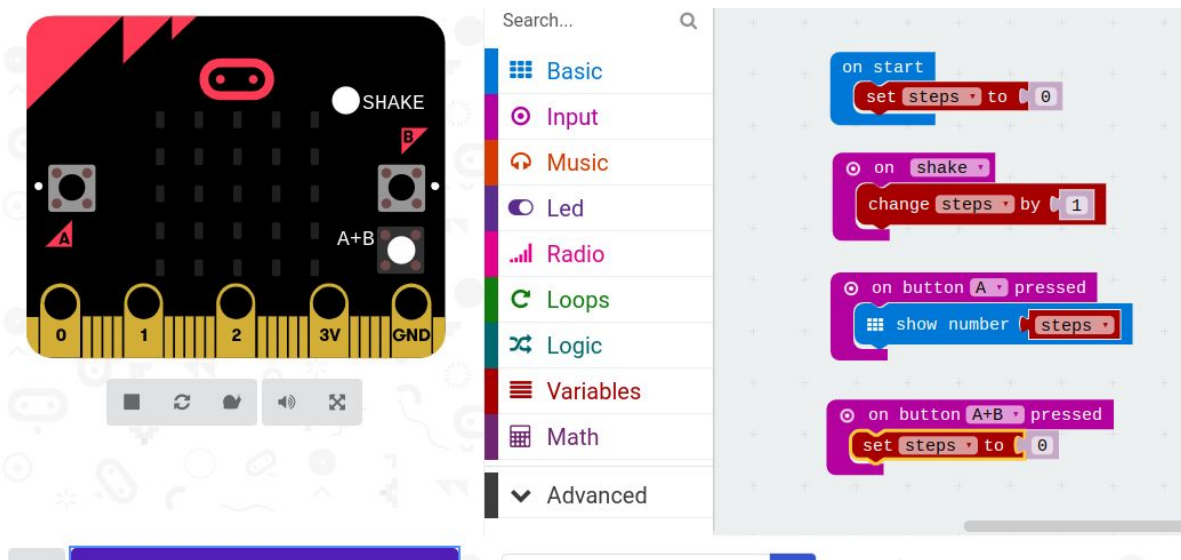 SHAKE
B
A
A+B
0
1
2
3V
GND
Search...
Basic
Input
Music
Led
Radio
Loops
Logic
Variables
Math
Advanced
on start
set steps to 0
on shake
change steps by 1
on button A pressed
show number steps
on button A+B pressed
set steps to 0